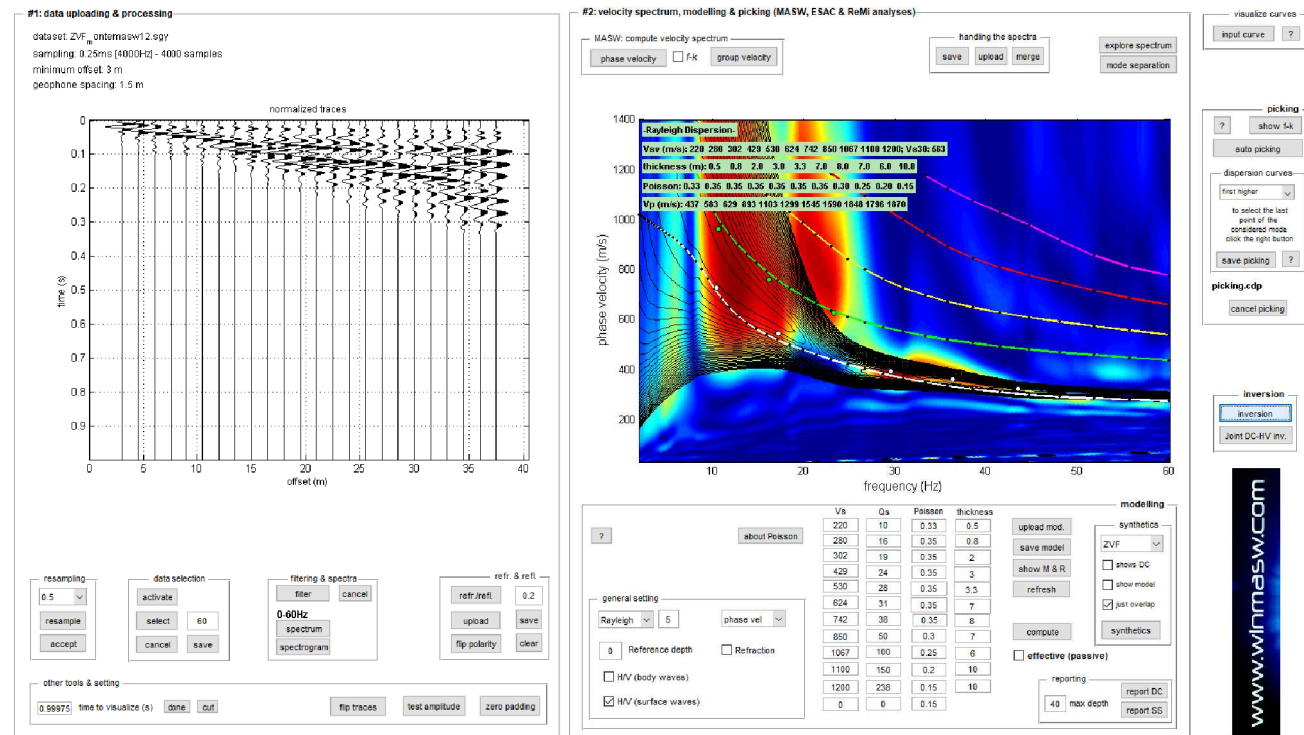 #1: data uploading & processing
dataset: ZVF_montemasw12.sgy
sampling: 0.25ms [4000Hz] - 4000 samples
minimum offset: 3 m
geophone spacing: 1.5 m
normalized traces
0
0.1
0.2
0.3
0.4
0.5
0.6
0.7
0.8
0.9
time (s)
0 5 10 15 20 25 30 35 40
offset (m)
resampling
0.5
resample
accept
data selection
activate
select 60
cancel save
filtering & spectra
filter cancel
0-60Hz
spectrum
spectrogram
refr. & refl.
refr./refl. 0.2
upload save
flip polarity clear
other tools & setting
0.99975 time to visualize (s) done cut
flip traces test amplitude zero padding
#2: velocity spectrum, modelling & picking (MASW, ESAC & ReMi analyses)
MASW: compute velocity spectrum
phase velocity f-k group velocity
handing the spectra
save upload merge
explore spectrum
mode separation
-Rayleigh Dispersion-
Vsv (m/s): 220 280 302 429 530 624 742 850 1067 1100 1200; Vs30: 563
thickness (m): 0.5 0.8 2.0 3.0 3.3 7.0 8.0 7.0 6.0 10.0
Poisson: 0.33 0.35 0.35 0.35 0.35 0.35 0.35 0.30 0.25 0.20 0.15
Vp (m/s): 437 583 629 893 1103 1299 1545 1590 1848 1796 1870
1400
1200
1000
800
600
400
200
phase velocity (m/s)
10 20 30 40 50 60
frequency (Hz)
?
about Poisson
general setting
Rayleigh 5 phase vel
0 Reference depth Refraction
H/V (body waves)
H/V (surface waves)
Vs Qs Poisson thickness
220 10 0.33 0.5
280 16 0.35 0.8
302 19 0.35 2
429 24 0.35 3
530 28 0.35 3.3
624 31 0.35 7
742 38 0.35 8
850 50 0.3 7
1067 100 0.25 6
1100 150 0.2 10
1200 238 0.15 10
0 0 0.15
modelling
upload mod.
save model
show M & R
refresh
compute
effective (passive)
synthetics
ZVF
shows DC
show model
just overlap
synthetics
reporting
40 max depth
report DC
report SS
visualize curves
input curve ?
picking
? show f-k
auto picking
dispersion curves
first higher
to select the last
point of the
considered mode
click the right button
save picking ?
picking.cdp
cancel picking
inversion
inversion
Joint DC-HV inv.
www.winmasw.com